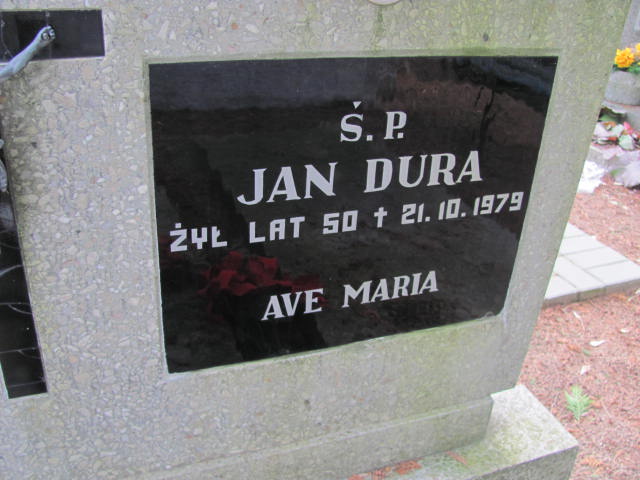 Ś. P.
JAN DURA
ŻYŁ LAT 50 † 21. 10. 1979
AVE MARIA